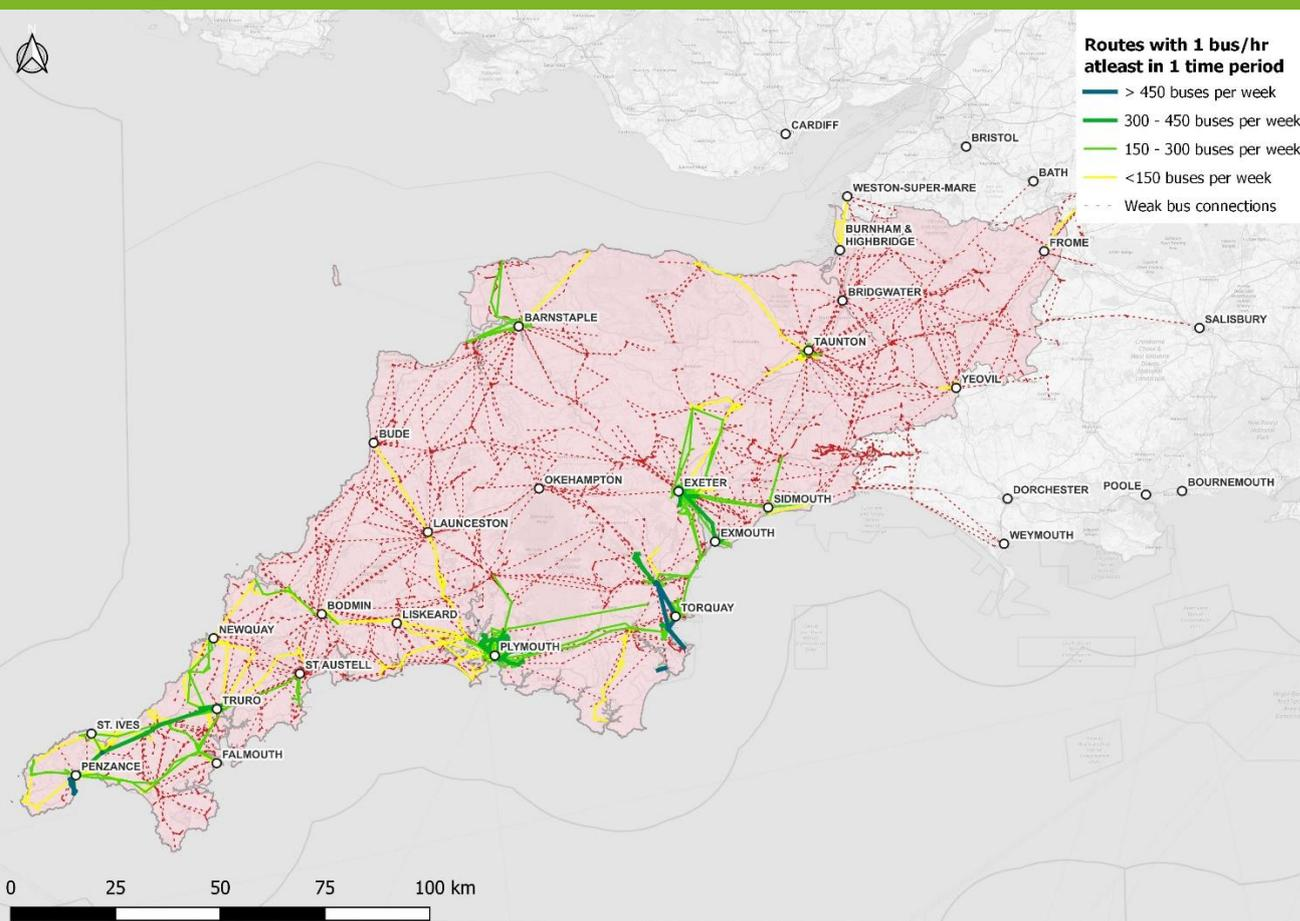 Routes with 1 bus/hr
atleast in 1 time period
> 450 buses per week
300 - 450 buses per week
150 - 300 buses per week
<150 buses per week
Weak bus connections
CARDIFF
BRISTOL
BATH
WESTON-SUPER-MARE
BURNHAM &
HIGHBRIDGE
FROME
BRIDGWATER
BARNSTAPLE
SALISBURY
TAUNTON
YEOVIL
BUDE
OKEHAMPTON
EXETER
SIDMOUTH
DORCHESTER
POOLE
BOURNEMOUTH
LAUNCESTON
EXMOUTH
WEYMOUTH
BODMIN
LISKEARD
TORQUAY
NEWQUAY
PLYMOUTH
ST AUSTELL
TRURO
ST. IVES
FALMOUTH
PENZANCE
0 25 50 75 100 km